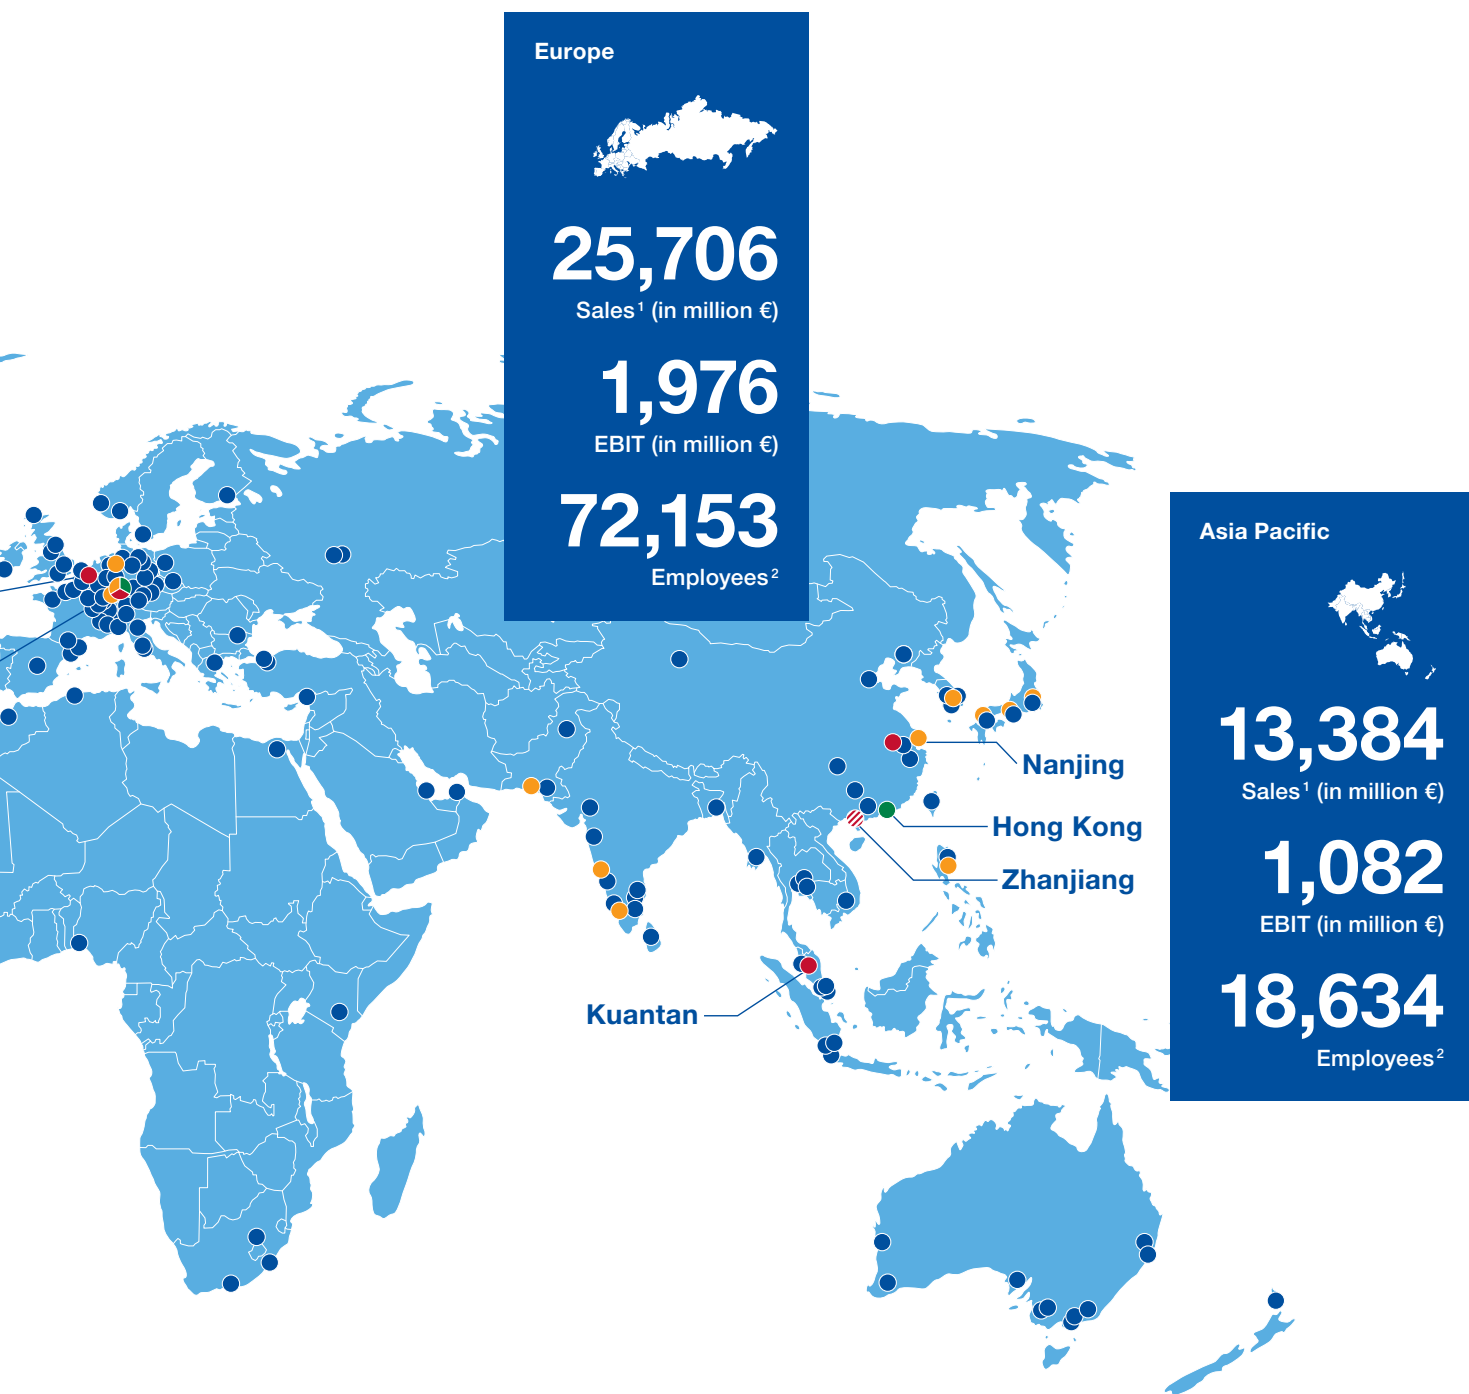 Europe
25,706
Sales¹ (in million €)
1,976
EBIT (in million €)
72,153
Employees²
Asia Pacific
13,384
Sales¹ (in million €)
1,082
EBIT (in million €)
18,634
Employees²
Nanjing
Hong Kong
Zhanjiang
Kuantan